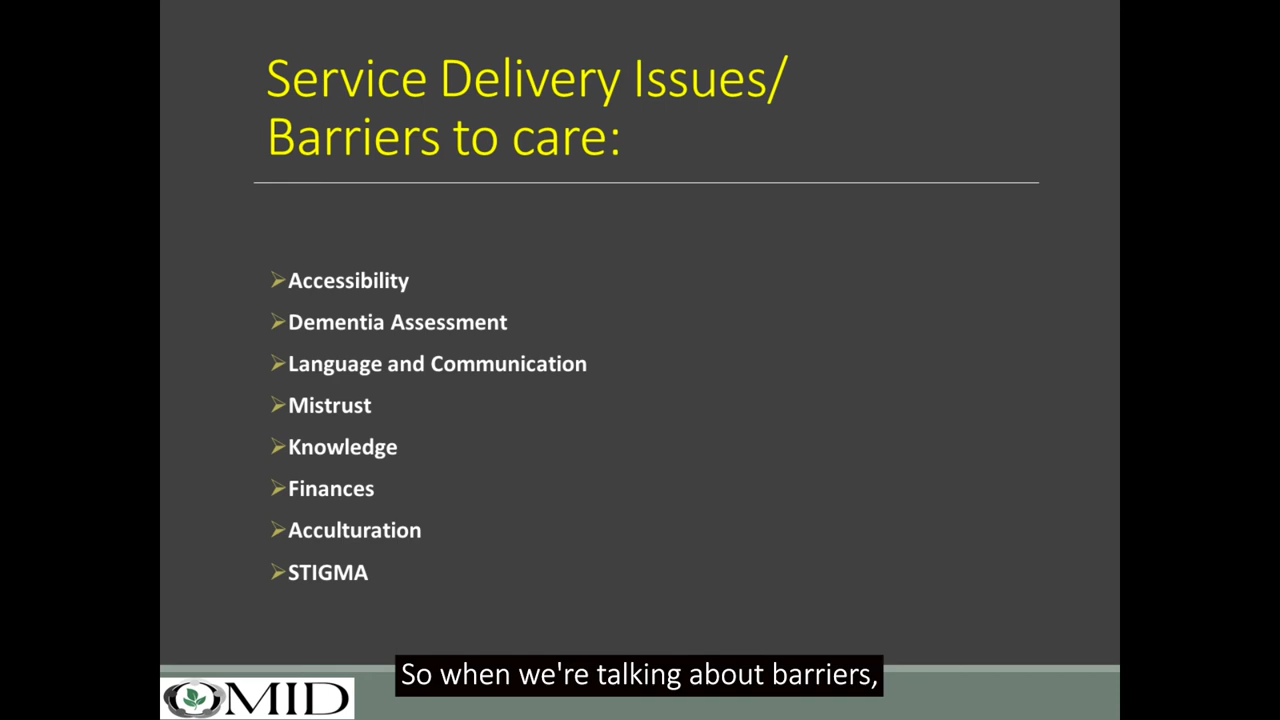 Service Delivery Issues/
Barriers to care:
Accessibility
Dementia Assessment
Language and Communication
Mistrust
Knowledge
Finances
Acculturation
STIGMA
So when we're talking about barriers,
OMID